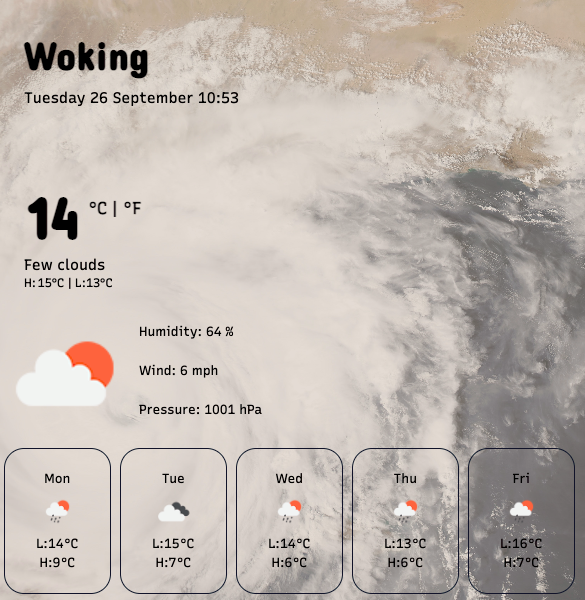 Woking
Tuesday 26 September 10:53
14 °C | °F
Few clouds
H: 15°C | L:13°C
Humidity: 64 %
Wind: 6 mph
Pressure: 1001 hPa
Mon Tue Wed Thu Fri
L:14°C L:15°C L:14°C L:13°C L:16°C
H:9°C H:7°C H:6°C H:6°C H:7°C